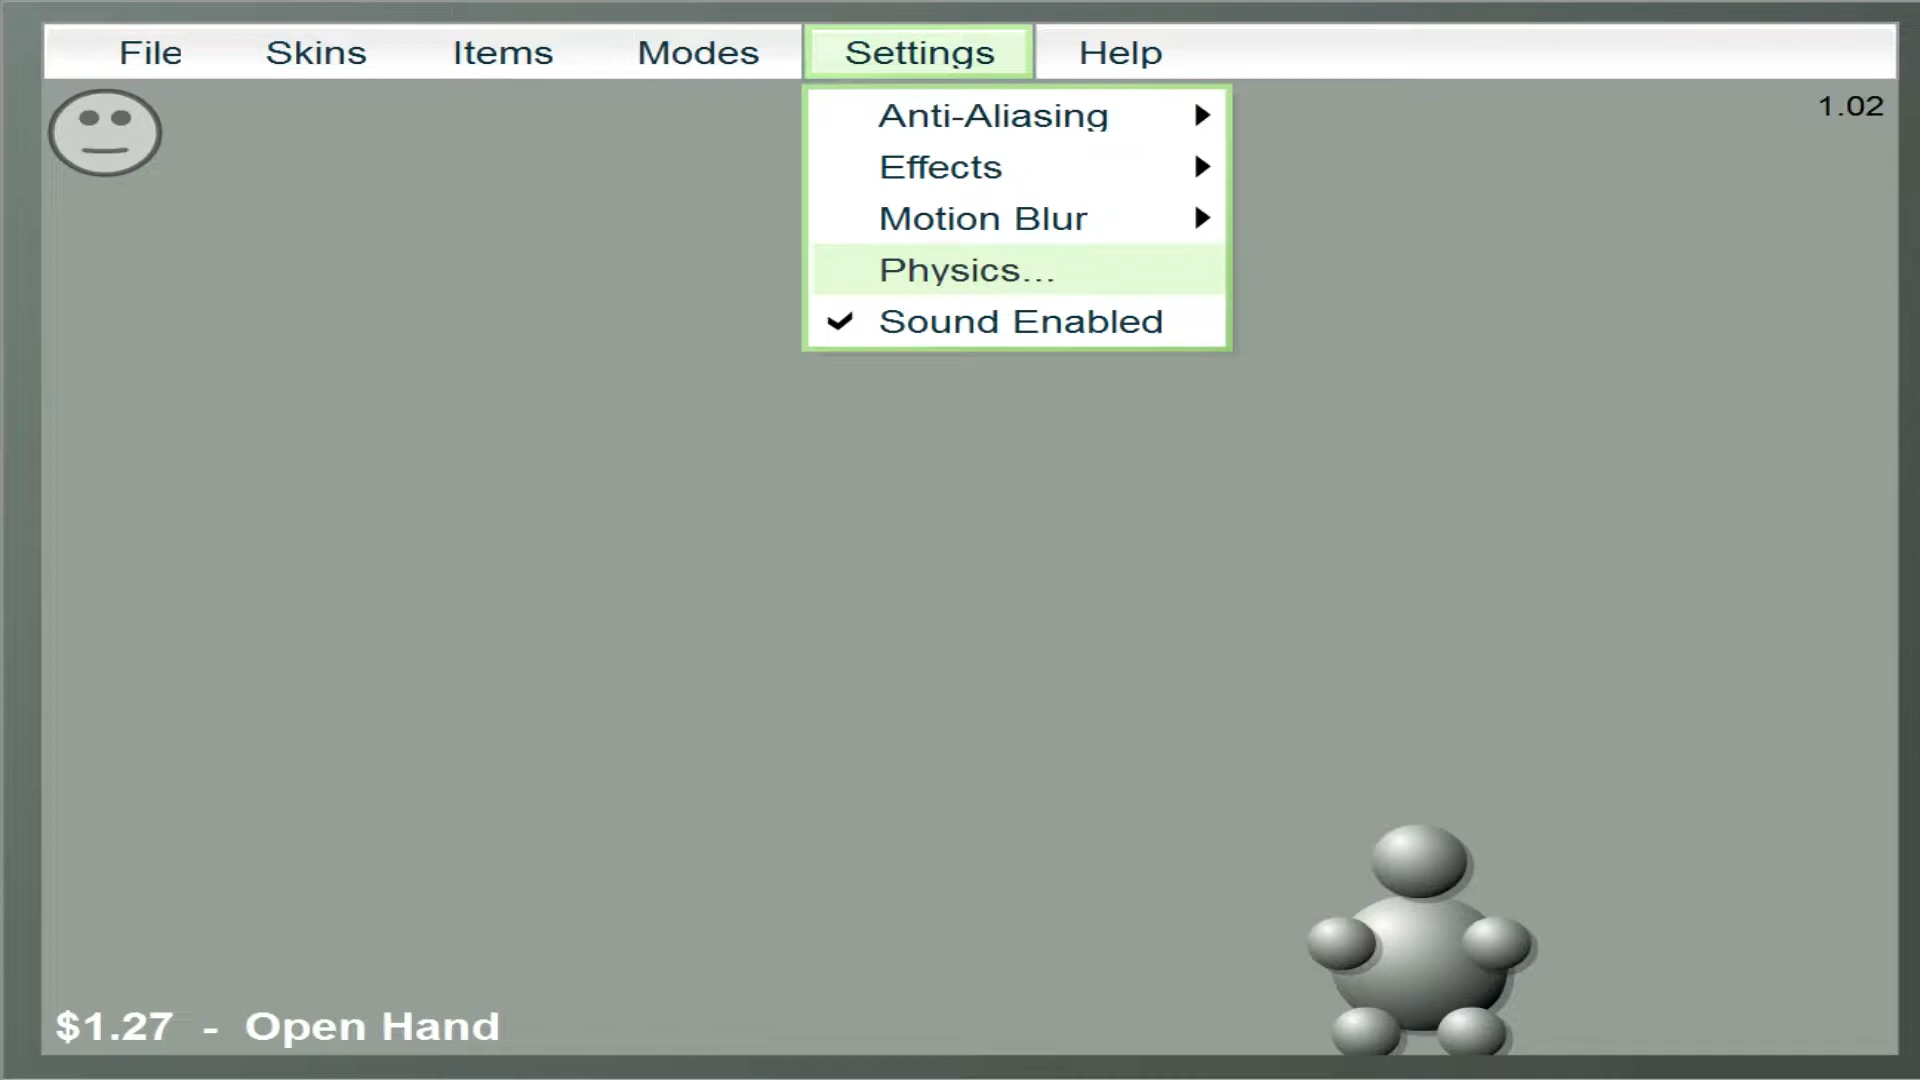 File Skins Items Modes Settings Help
1.02
Anti-Aliasing
Effects
Motion Blur
Physics...
Sound Enabled
$1.27 - Open Hand